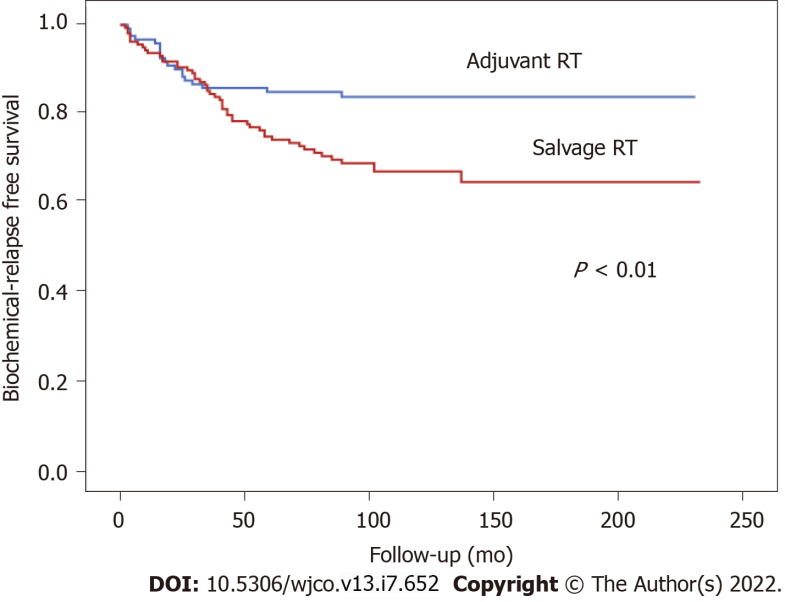 1.0
Adjuvant RT
0.8
Salvage RT
0.6
P < 0.01
0.4
0.2
0.0
Biochemical-relapse free survival
0 50 100 150 200 250
Follow-up (mo)
DOI: 10.5306/wjco.v13.i7.652 Copyright © The Author(s) 2022.